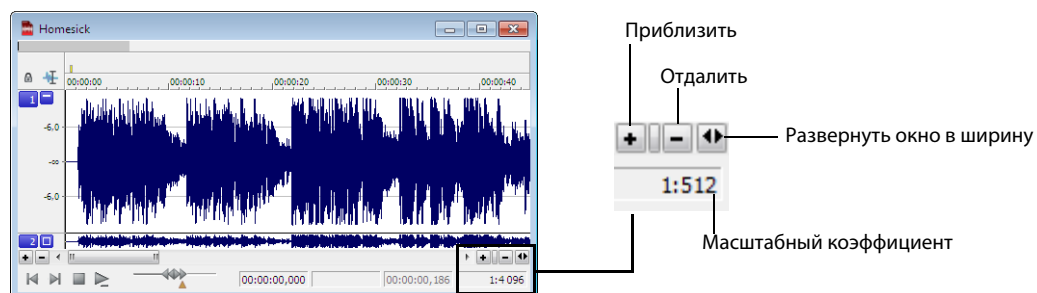 Homesick
00:00:00 00:00:10 00:00:20 00:00:30 00:00:40
1
-6,0
-∞
-6,0
2
00:00:00,000 00:00:00,186 1:4 096
Приблизить
Отдалить
Развернуть окно в ширину
1:512
Масштабный коэффициент